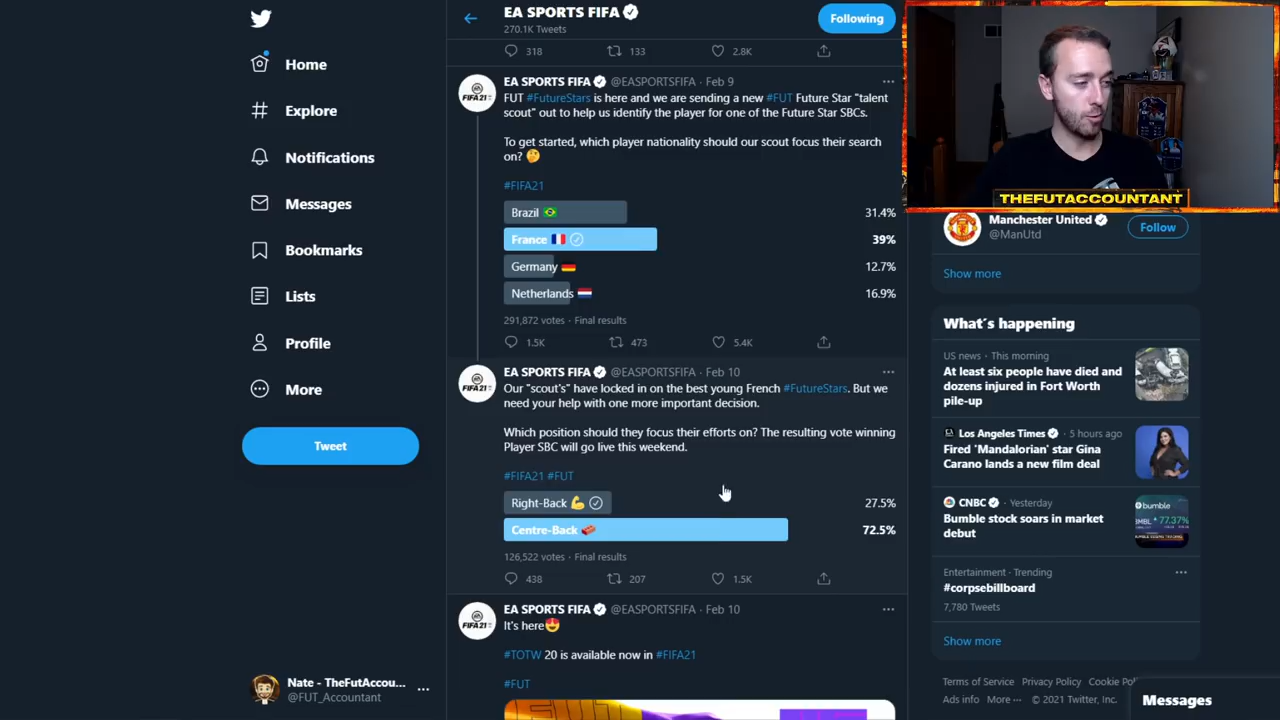 Home
Explore
Notifications
Messages
Bookmarks
Lists
Profile
More
Tweet
Nate - TheFutAccou...
@FUT_Accountant
EA SPORTS FIFA
270.1K Tweets
Following
318 133 2.8K
EA SPORTS FIFA @EASPORTSFIFA · Feb 9
FUT #FutureStars is here and we are sending a new #FUT Future Star "talent
scout" out to help us identify the player for one of the Future Star SBCs.
To get started, which player nationality should our scout focus their search
on? 🤔
#FIFA21
Brazil 🇧🇷 31.4%
France 🇫🇷 39%
Germany 🇩🇪 12.7%
Netherlands 🇳🇱 16.9%
291,872 votes · Final results
1.5K 473 5.4K
EA SPORTS FIFA @EASPORTSFIFA · Feb 10
Our "scout's" have locked in on the best young French #FutureStars. But we
need your help with one more important decision.
Which position should they focus their efforts on? The resulting vote winning
Player SBC will go live this weekend.
#FIFA21 #FUT
Right-Back 💪 27.5%
Centre-Back 🧱 72.5%
126,522 votes · Final results
438 207 1.5K
EA SPORTS FIFA @EASPORTSFIFA · Feb 10
It's here😍
#TOTW 20 is available now in #FIFA21
#FUT
FIFA21
FIFA21
FIFA21
THEFUTACCOUNTANT
Manchester United
@ManUtd
Follow
Show more
What's happening
US news · This morning
At least six people have died and
dozens injured in Fort Worth
pile-up
Los Angeles Times · 5 hours ago
Fired 'Mandalorian' star Gina
Carano lands a new film deal
CNBC · Yesterday
Bumble stock soars in market
debut
bumble
77.37%
Entertainment · Trending
#corpsebillboard
7,780 Tweets
Show more
Terms of Service Privacy Policy Cookie Pol
Ads info More ··· © 2021 Twitter, Inc.
Messages